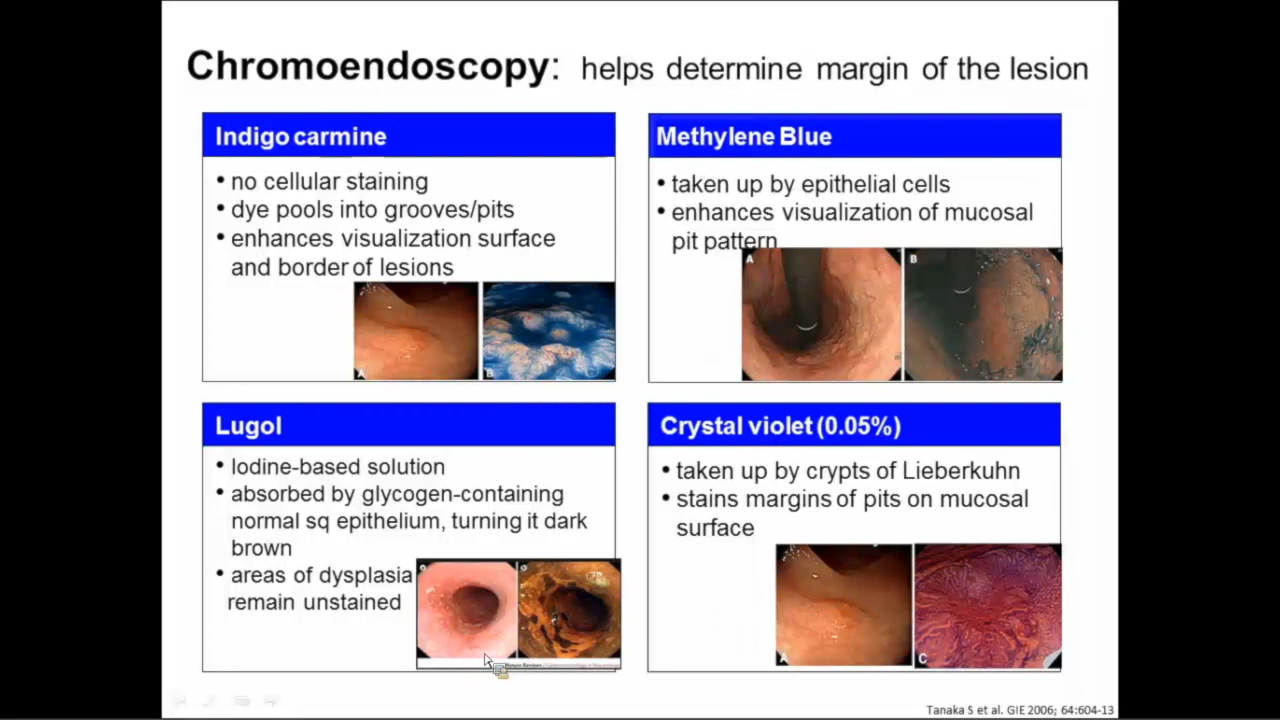 Chromoendoscopy: helps determine margin of the lesion
Indigo carmine
• no cellular staining
• dye pools into grooves/pits
• enhances visualization surface
and border of lesions
A
B
Methylene Blue
• taken up by epithelial cells
• enhances visualization of mucosal
pit pattern
A
B
Lugol
• Iodine-based solution
• absorbed by glycogen-containing
normal sq epithelium, turning it dark
brown
• areas of dysplasia
remain unstained
Nature Reviews
Crystal violet (0.05%)
• taken up by crypts of Lieberkuhn
• stains margins of pits on mucosal
surface
A
C
Tanaka S et al. GIE 2006; 64:604-13